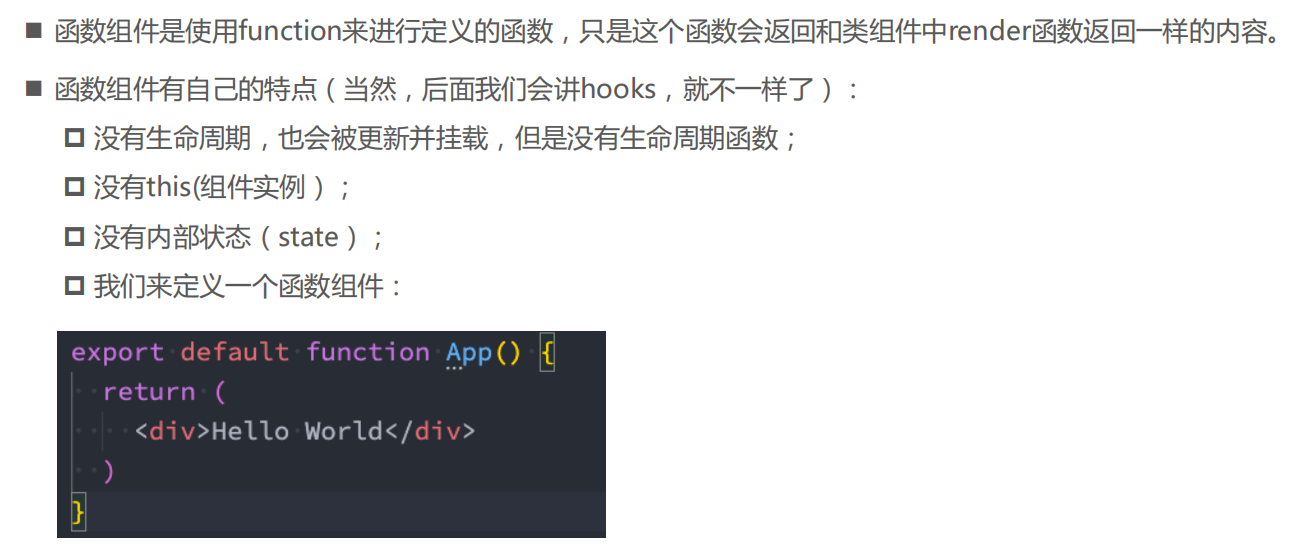 函数组件是使用function来进行定义的函数，只是这个函数会返回和类组件中render函数返回一样的内容。
函数组件有自己的特点（当然，后面我们会讲hooks，就不一样了）：
没有生命周期，也会被更新并挂载，但是没有生命周期函数；
没有this(组件实例）；
没有内部状态（state）；
我们来定义一个函数组件：
export default function App() {
  return (
    <div>Hello World</div>
  )
}